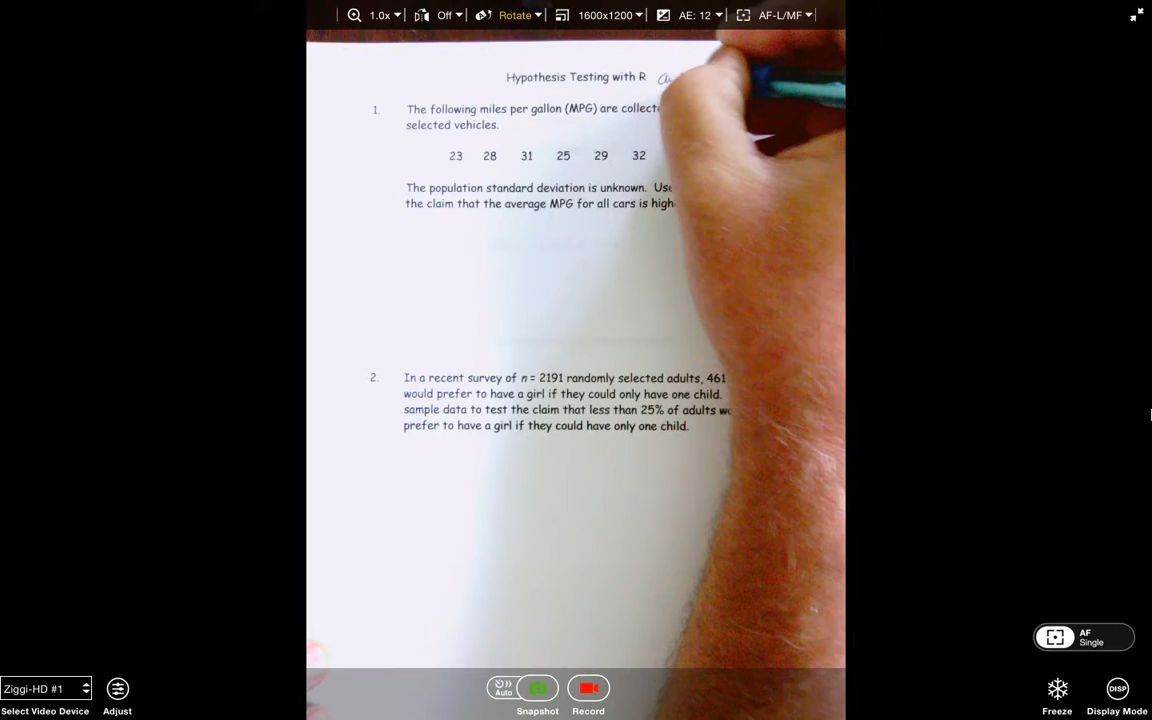 1.0x Off Rotate 1600x1200 AE: 12 AF-L/MF
Hypothesis Testing with R
1. The following miles per gallon (MPG) are
selected vehicles.
23 28 31 25 29 32
The population standard deviation is unknown.
the claim that the average MPG for all cars is
2. In a recent survey of n = 2191 randomly selected adults, 461
would prefer to have a girl if they could only have one child.
sample data to test the claim that less than 25% of adults
prefer to have a girl if they could have only one child.
AF
Single
Ziggi-HD #1
Select Video Device
Adjust
Auto
Snapshot
Record
Freeze
DISP
Display Mode